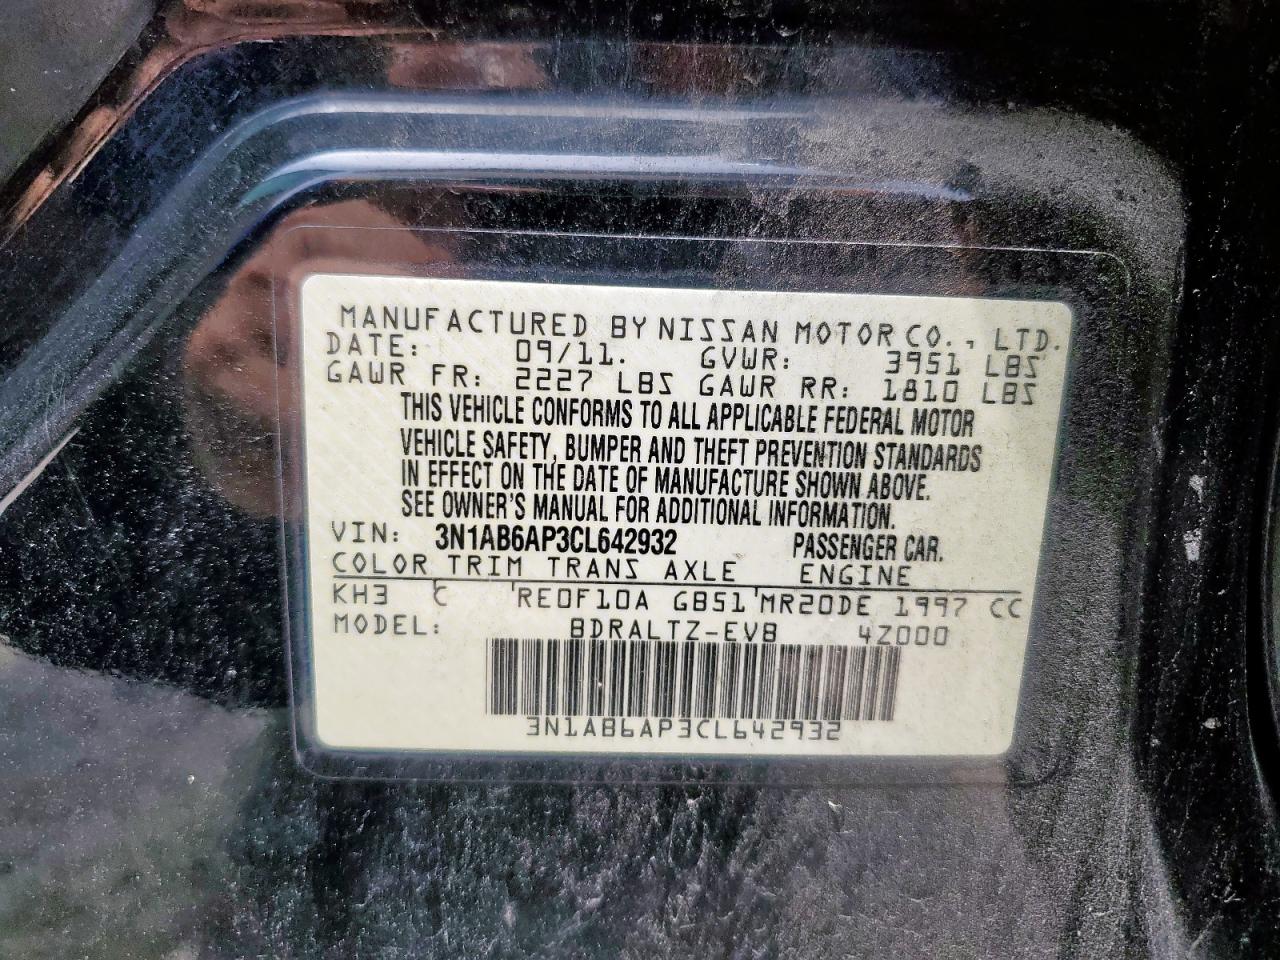 MANUFACTURED BY NISSAN MOTOR CO., LTD.
DATE: 09/11. GVWR: 3951 LBS
GAWR FR: 2227 LBS GAWR RR: 1810 LBS
THIS VEHICLE CONFORMS TO ALL APPLICABLE FEDERAL MOTOR
VEHICLE SAFETY, BUMPER AND THEFT PREVENTION STANDARDS
IN EFFECT ON THE DATE OF MANUFACTURE SHOWN ABOVE.
SEE OWNER'S MANUAL FOR ADDITIONAL INFORMATION.
VIN: 3N1AB6AP3CL642932 PASSENGER CAR.
COLOR TRIM TRANS AXLE ENGINE
KH3 C RE0F10A GB51 MR20DE 1997 CC
MODEL: BDRALTZ-EVB 4Z000
3N1AB6AP3CL642932